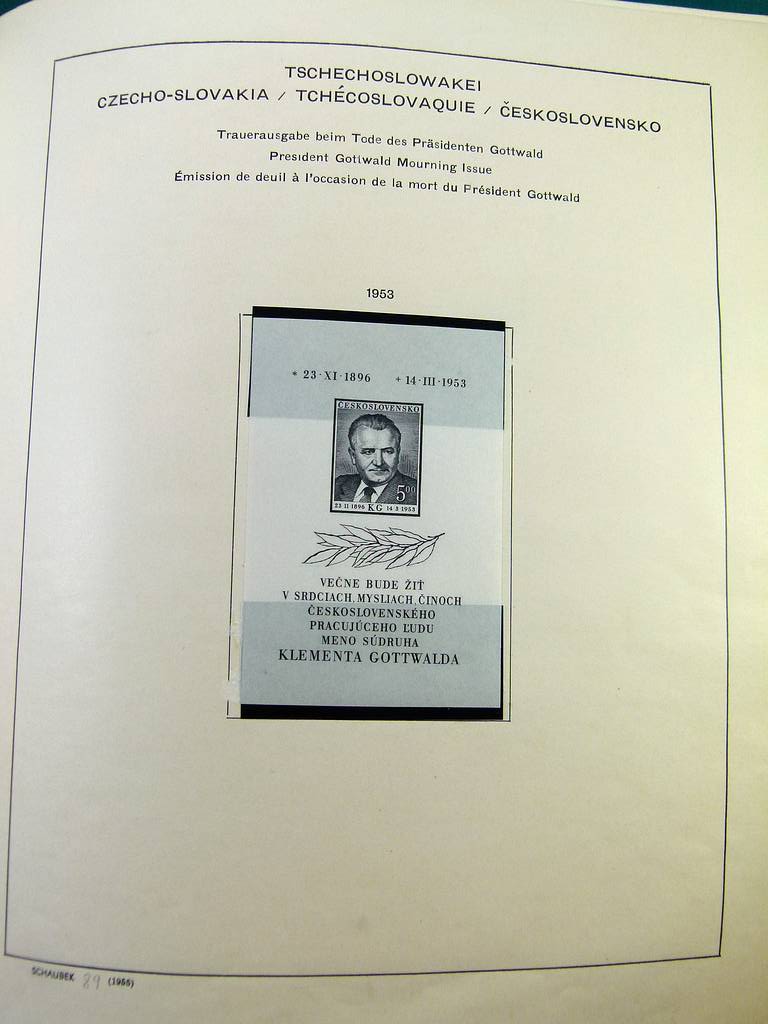 TSCHECHOSLOWAKEI
CZECHO-SLOVAKIA / TCHÉCOSLOVAQUIE / ČESKOSLOVENSKO
Trauerausgabe beim Tode des Präsidenten Gottwald
President Gottwald Mourning Issue
Émission de deuil à l'occasion de la mort du Président Gottwald
1953
* 23·XI·1896 + 14·III·1953
ČESKOSLOVENSKO
5⁰⁰
23 11 1896 KG 14 3 1953
VEČNE BUDE ŽIŤ
V SRDCIACH, MYSLIACH, ČINOCH
ČESKOSLOVENSKÉHO
PRACUJÚCEHO ĽUDU
MENO SÚDRUHA
KLEMENTA GOTTWALDA
SCHAUBEK 89 (1955)